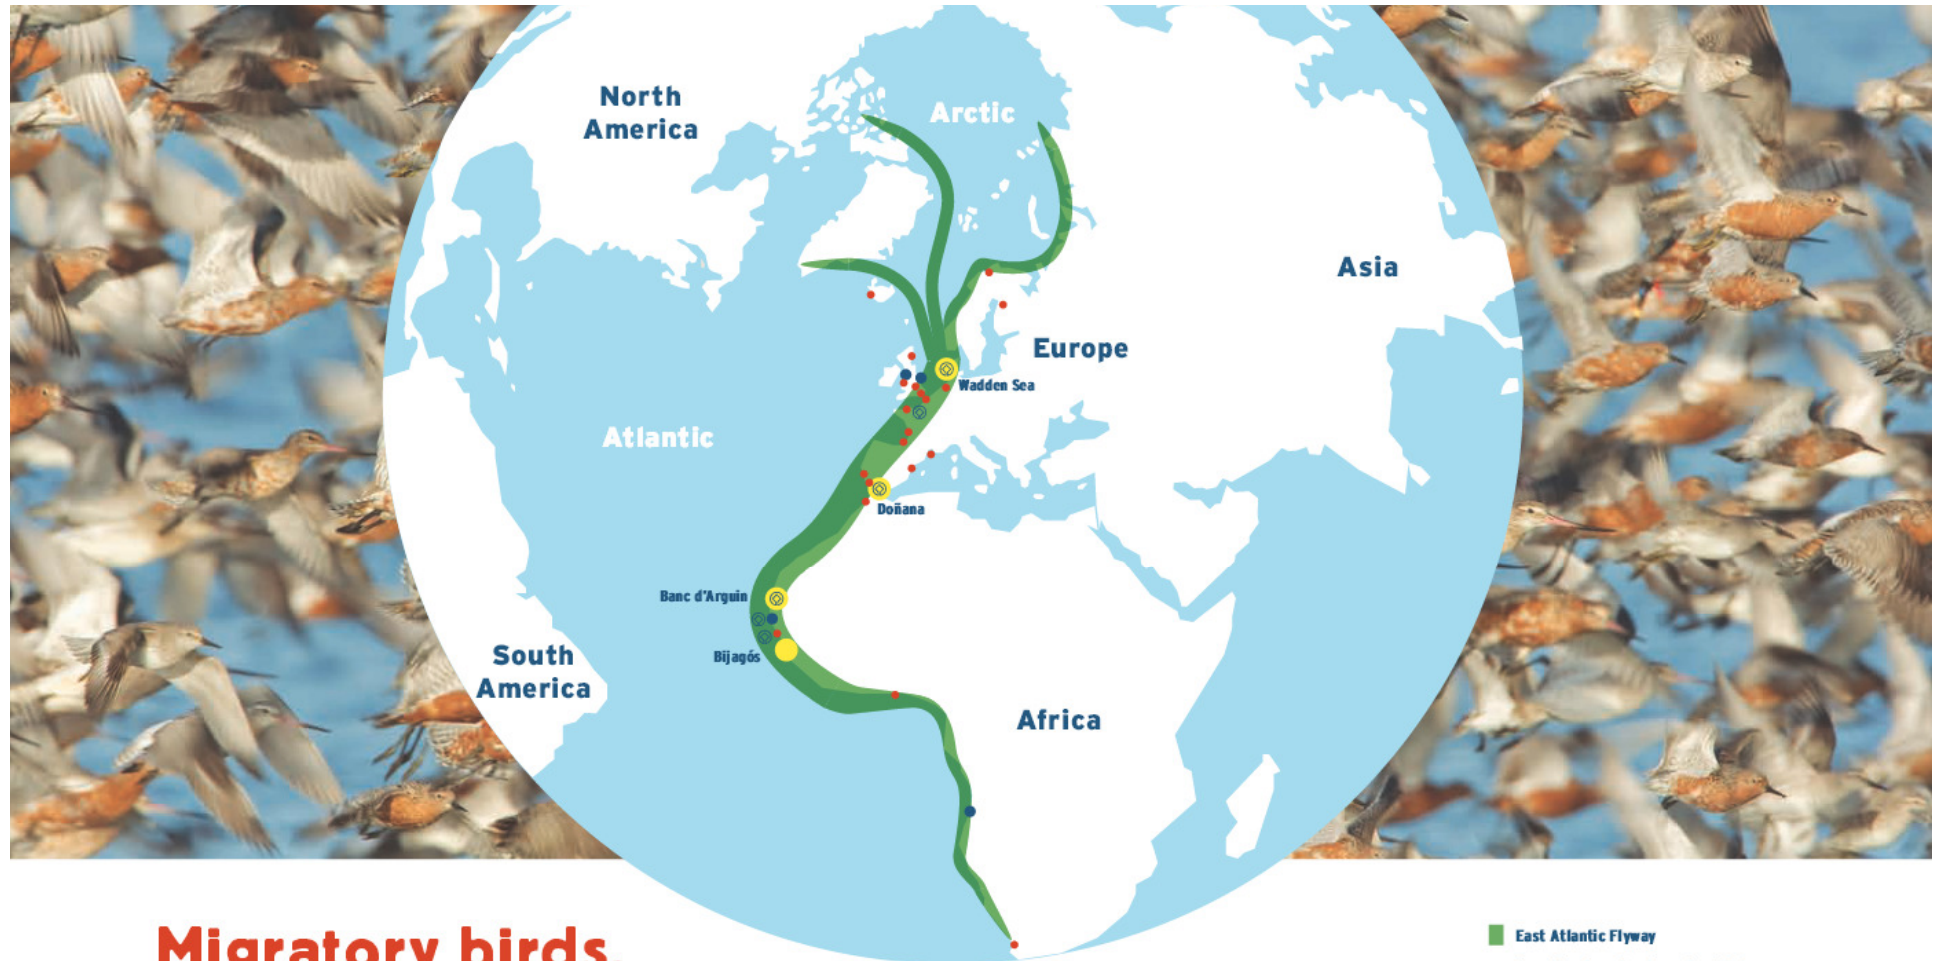 North
America
Arctic
Asia
Europe
Wadden Sea
Atlantic
Doñana
Banc d'Arguin
Bijagós
South
America
Africa
Migratory birds,
East Atlantic Flyway